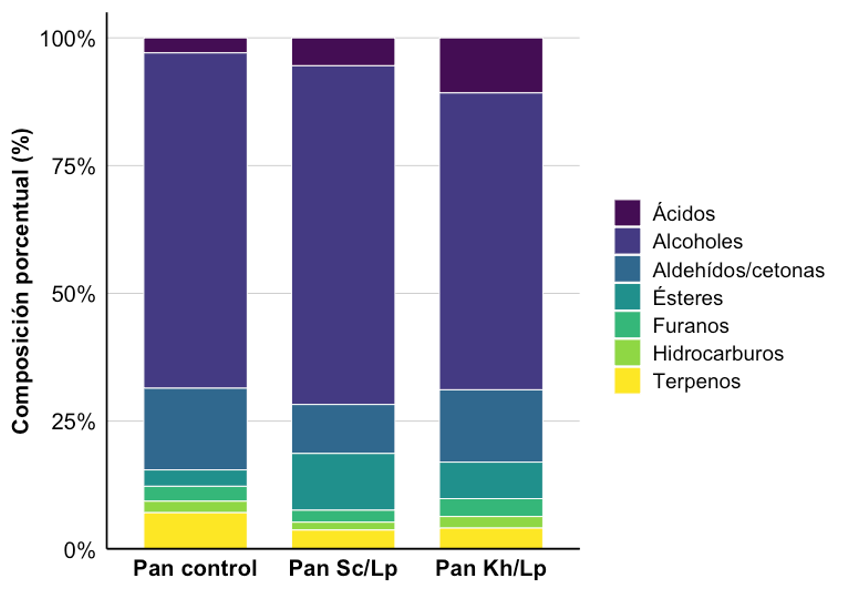 Composición porcentual (%)
100%
75%
50%
25%
0%
Pan control
Pan Sc/Lp
Pan Kh/Lp
Ácidos
Alcoholes
Aldehídos/cetonas
Ésteres
Furanos
Hidrocarburos
Terpenos